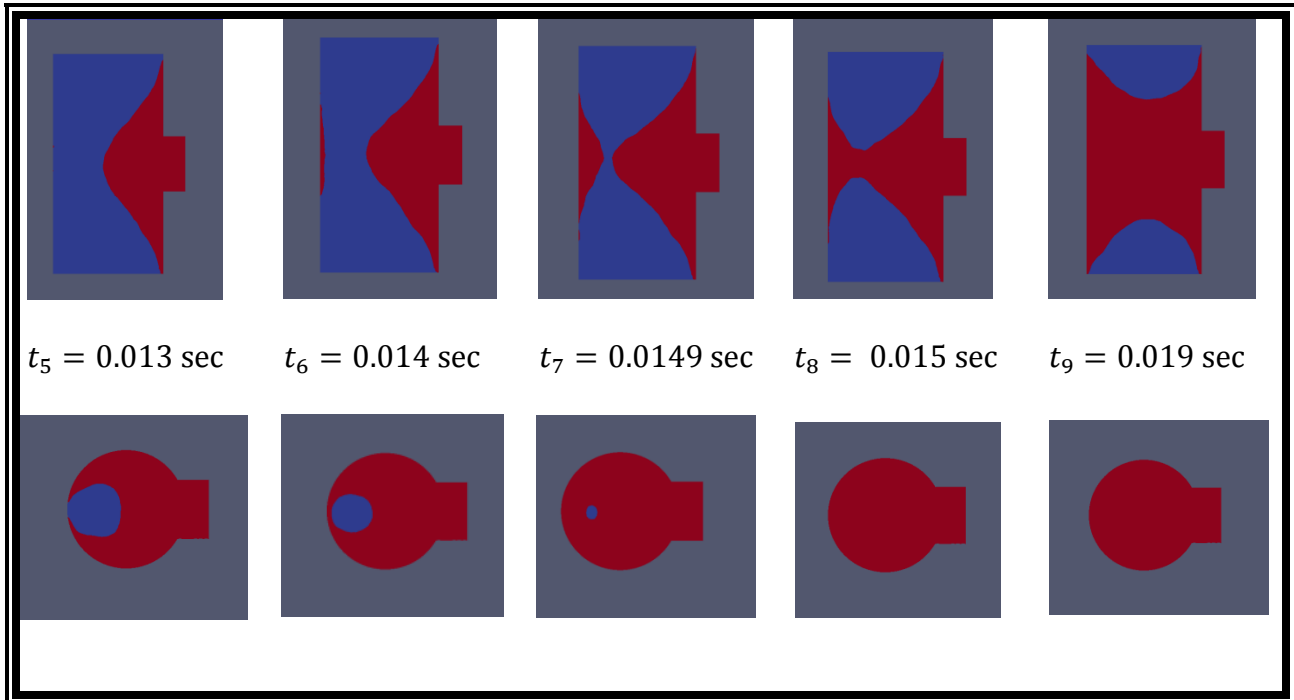 t₅ = 0.013 sec t₆ = 0.014 sec t₇ = 0.0149 sec t₈ = 0.015 sec t₉ = 0.019 sec